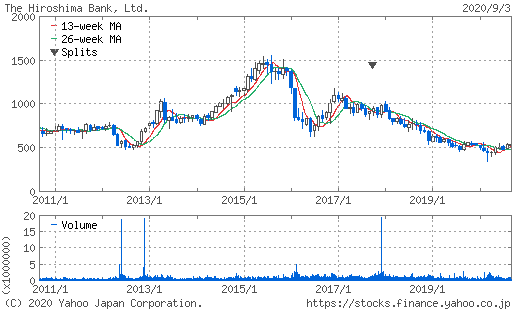 The Hiroshima Bank, Ltd. 2020/9/3
2000
13-week MA
26-week MA
Splits
1500
1000
500
0
2011/1 2013/1 2015/1 2017/1 2019/1
20
Volume
15
10
5
0
(x1000000)
2011/1 2013/1 2015/1 2017/1 2019/1
(C) 2020 Yahoo Japan Corporation. https://stocks.finance.yahoo.co.jp/